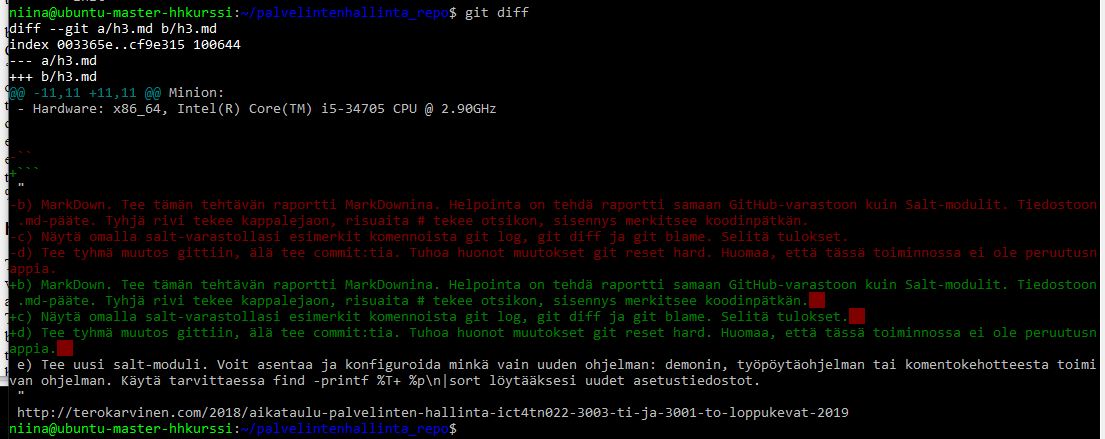 niina@ubuntu-master-hhkurssi:~/palvelintenhallinta_repo$ git diff
diff --git a/h3.md b/h3.md
index 003365e..cf9e315 100644
--- a/h3.md
+++ b/h3.md
@@ -11,11 +11,11 @@ Minion:
 - Hardware: x86_64, Intel(R) Core(TM) i5-34705 CPU @ 2.90GHz
-``
+```
 "
-b) MarkDown. Tee tämän tehtävän raportti MarkDownina. Helpointa on tehdä raportti samaan GitHub-varastoon kuin Salt-modulit. Tiedostoon
 .md-pääte. Tyhjä rivi tekee kappalejaon, risuaita # tekee otsikon, sisennys merkitsee koodinpätkän.
-c) Näytä omalla salt-varastollasi esimerkit komennoista git log, git diff ja git blame. Selitä tulokset.
-d) Tee tyhmä muutos gittiin, älä tee commit:tia. Tuhoa huonot muutokset git reset hard. Huomaa, että tässä toiminnossa ei ole peruutusn
appia.
+b) MarkDown. Tee tämän tehtävän raportti MarkDownina. Helpointa on tehdä raportti samaan GitHub-varastoon kuin Salt-modulit. Tiedostoon
 .md-pääte. Tyhjä rivi tekee kappalejaon, risuaita # tekee otsikon, sisennys merkitsee koodinpätkän.
+c) Näytä omalla salt-varastollasi esimerkit komennoista git log, git diff ja git blame. Selitä tulokset.
+d) Tee tyhmä muutos gittiin, älä tee commit:tia. Tuhoa huonot muutokset git reset hard. Huomaa, että tässä toiminnossa ei ole peruutusn
appia.
 e) Tee uusi salt-moduli. Voit asentaa ja konfiguroida minkä vain uuden ohjelman: demonin, työpöytäohjelman tai komentokehotteesta toimi
van ohjelman. Käytä tarvittaessa find -printf %T+ %p\n|sort löytääksesi uudet asetustiedostot.
 "
 http://terokarvinen.com/2018/aikataulu-palvelinten-hallinta-ict4tn022-3003-ti-ja-3001-to-loppukevat-2019
niina@ubuntu-master-hhkurssi:~/palvelintenhallinta_repo$